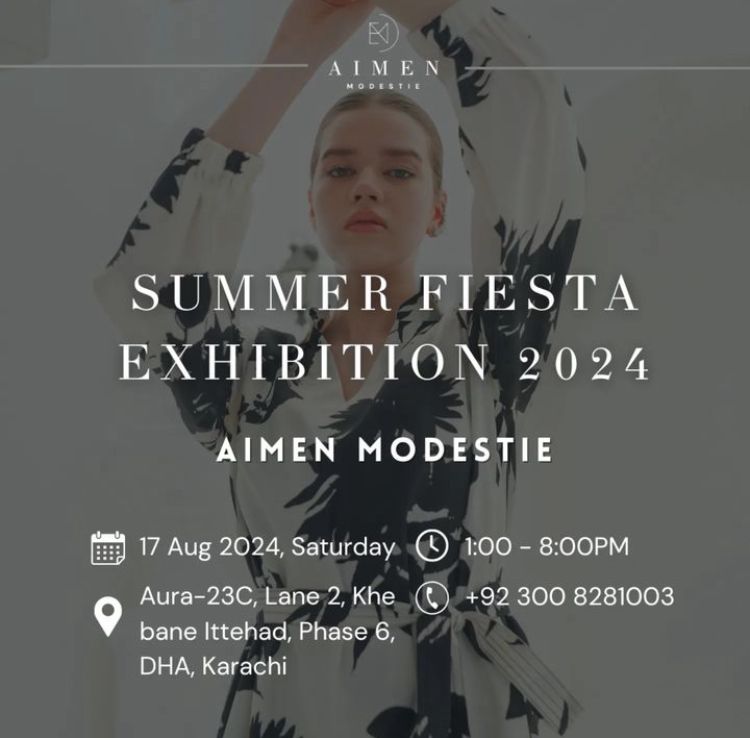 AIMEN
MODESTIE
SUMMER FIESTA
EXHIBITION 2024
AIMEN MODESTIE
17 Aug 2024, Saturday
1:00 - 8:00PM
Aura-23C, Lane 2, Khe
bane Ittehad, Phase 6,
DHA, Karachi
+92 300 8281003